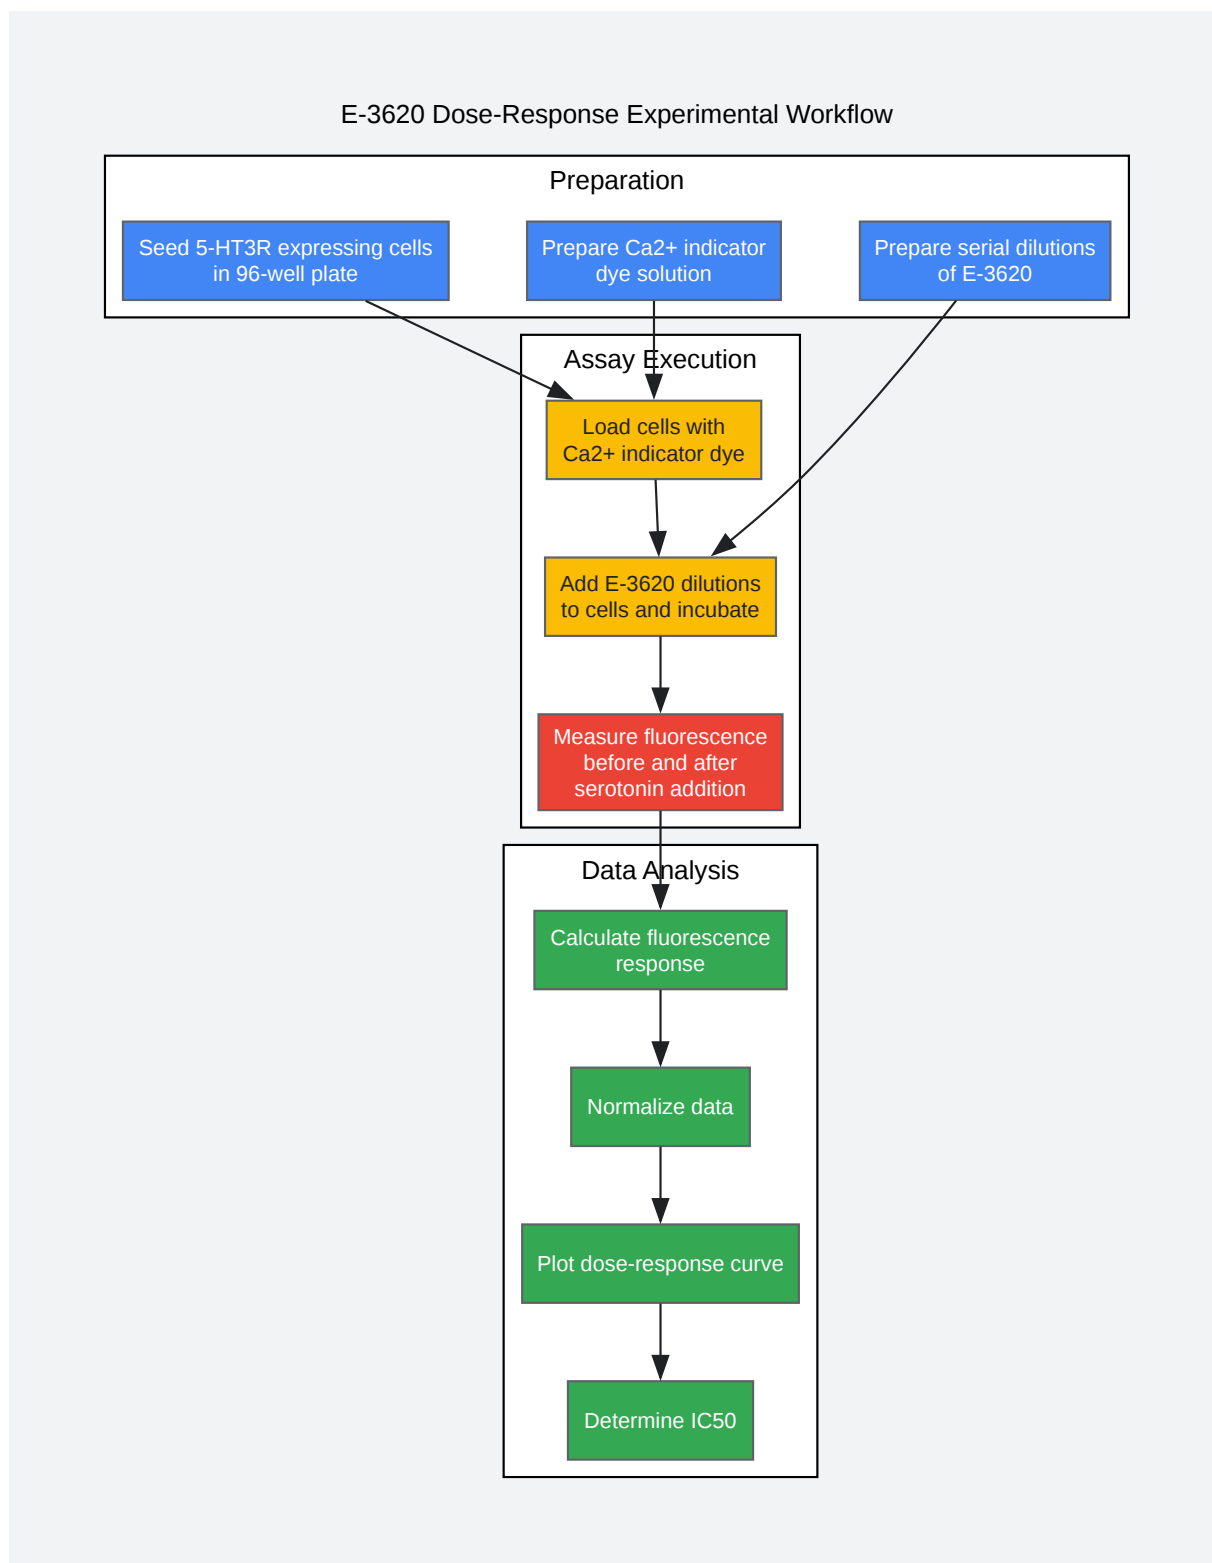 E-3620 Dose-Response Experimental Workflow
Preparation
Seed 5-HT3R expressing cells
in 96-well plate
Prepare Ca2+ indicator
dye solution
Prepare serial dilutions
of E-3620
Assay Execution
Load cells with
Ca2+ indicator dye
Add E-3620 dilutions
to cells and incubate
Measure fluorescence
before and after
serotonin addition
Data Analysis
Calculate fluorescence
response
Normalize data
Plot dose-response curve
Determine IC50